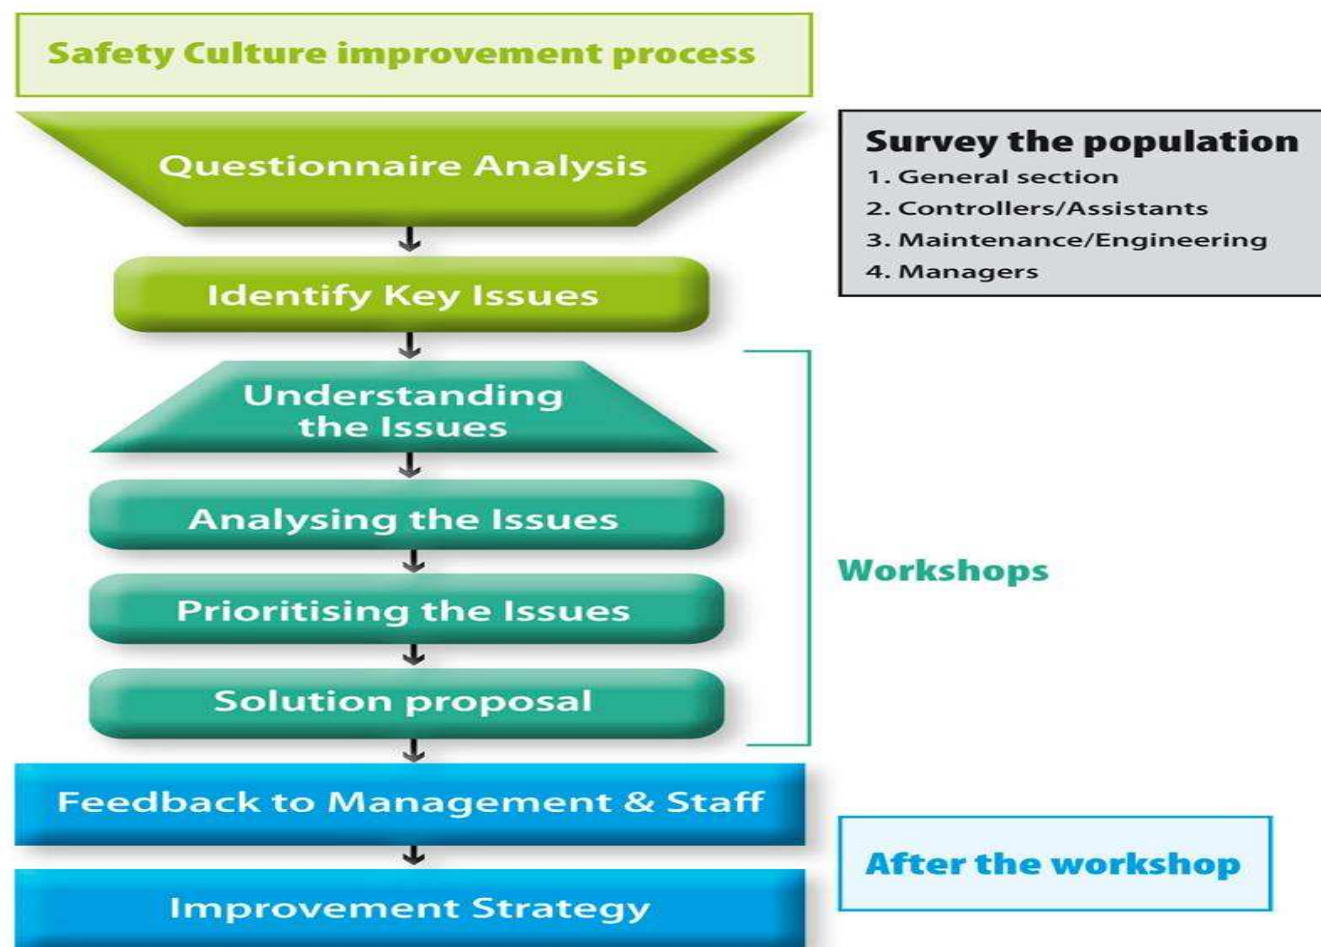 Safety Culture improvement process
Questionnaire Analysis
Survey the population
1. General section
2. Controllers/Assistants
3. Maintenance/Engineering
4. Managers
Identify Key Issues
Understanding
the Issues
Analysing the Issues
Workshops
Prioritising the Issues
Solution proposal
Feedback to Management & Staff
After the workshop
Improvement Strategy